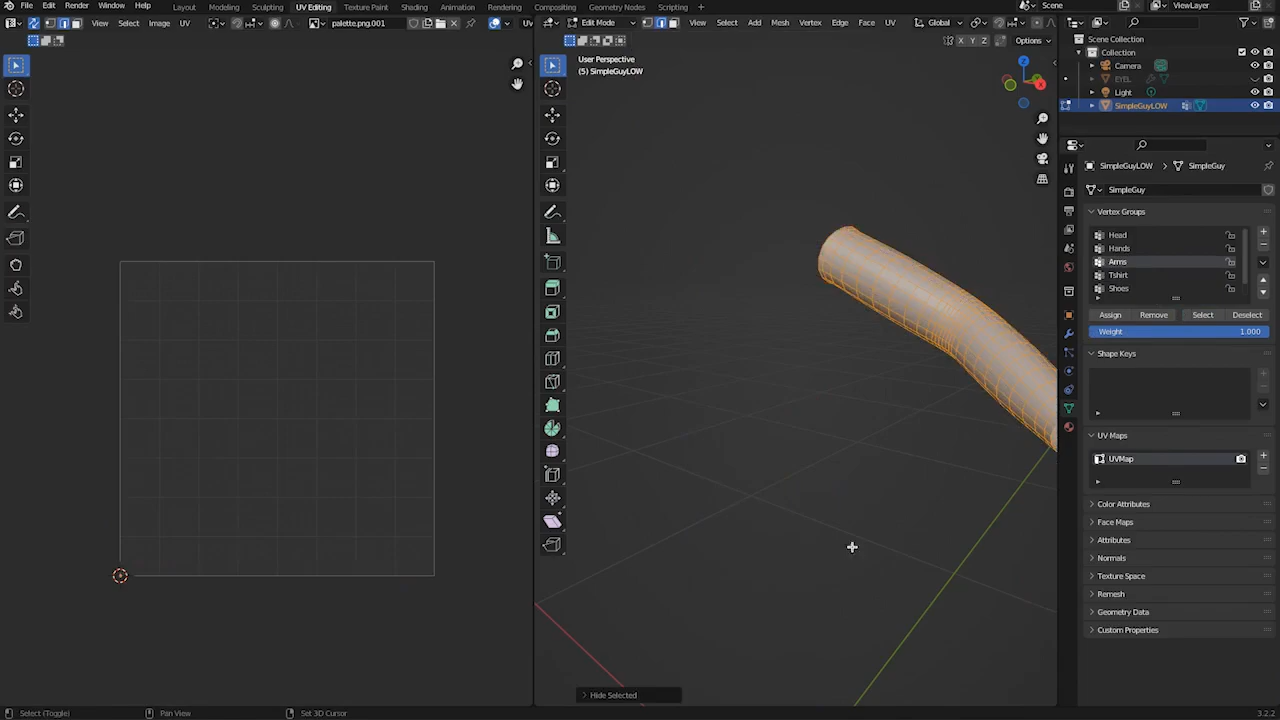 File Edit Render Window Help Layout Modeling Sculpting UV Editing Texture Paint Shading Animation Rendering Compositing Geometry Nodes Scripting Scene ViewLayer
View Select Image UV palette.png.001 UV Edit Mode View Select Add Mesh Vertex Edge Face UV Global
X Y Z Options
Scene Collection
Collection
Camera
EYEL
Light
SimpleGuyLOW
User Perspective
(5) SimpleGuyLOW
Z
X
SimpleGuyLOW SimpleGuy
SimpleGuy
Vertex Groups
Head
Hands
Arms
Tshirt
Shoes
Assign Remove Select Deselect
Weight 1.000
Shape Keys
UV Maps
UVMap
Color Attributes
Face Maps
Attributes
Normals
Texture Space
Remesh
Geometry Data
Custom Properties
Hide Selected
Select (Toggle) Pan View Set 3D Cursor 3.2.2